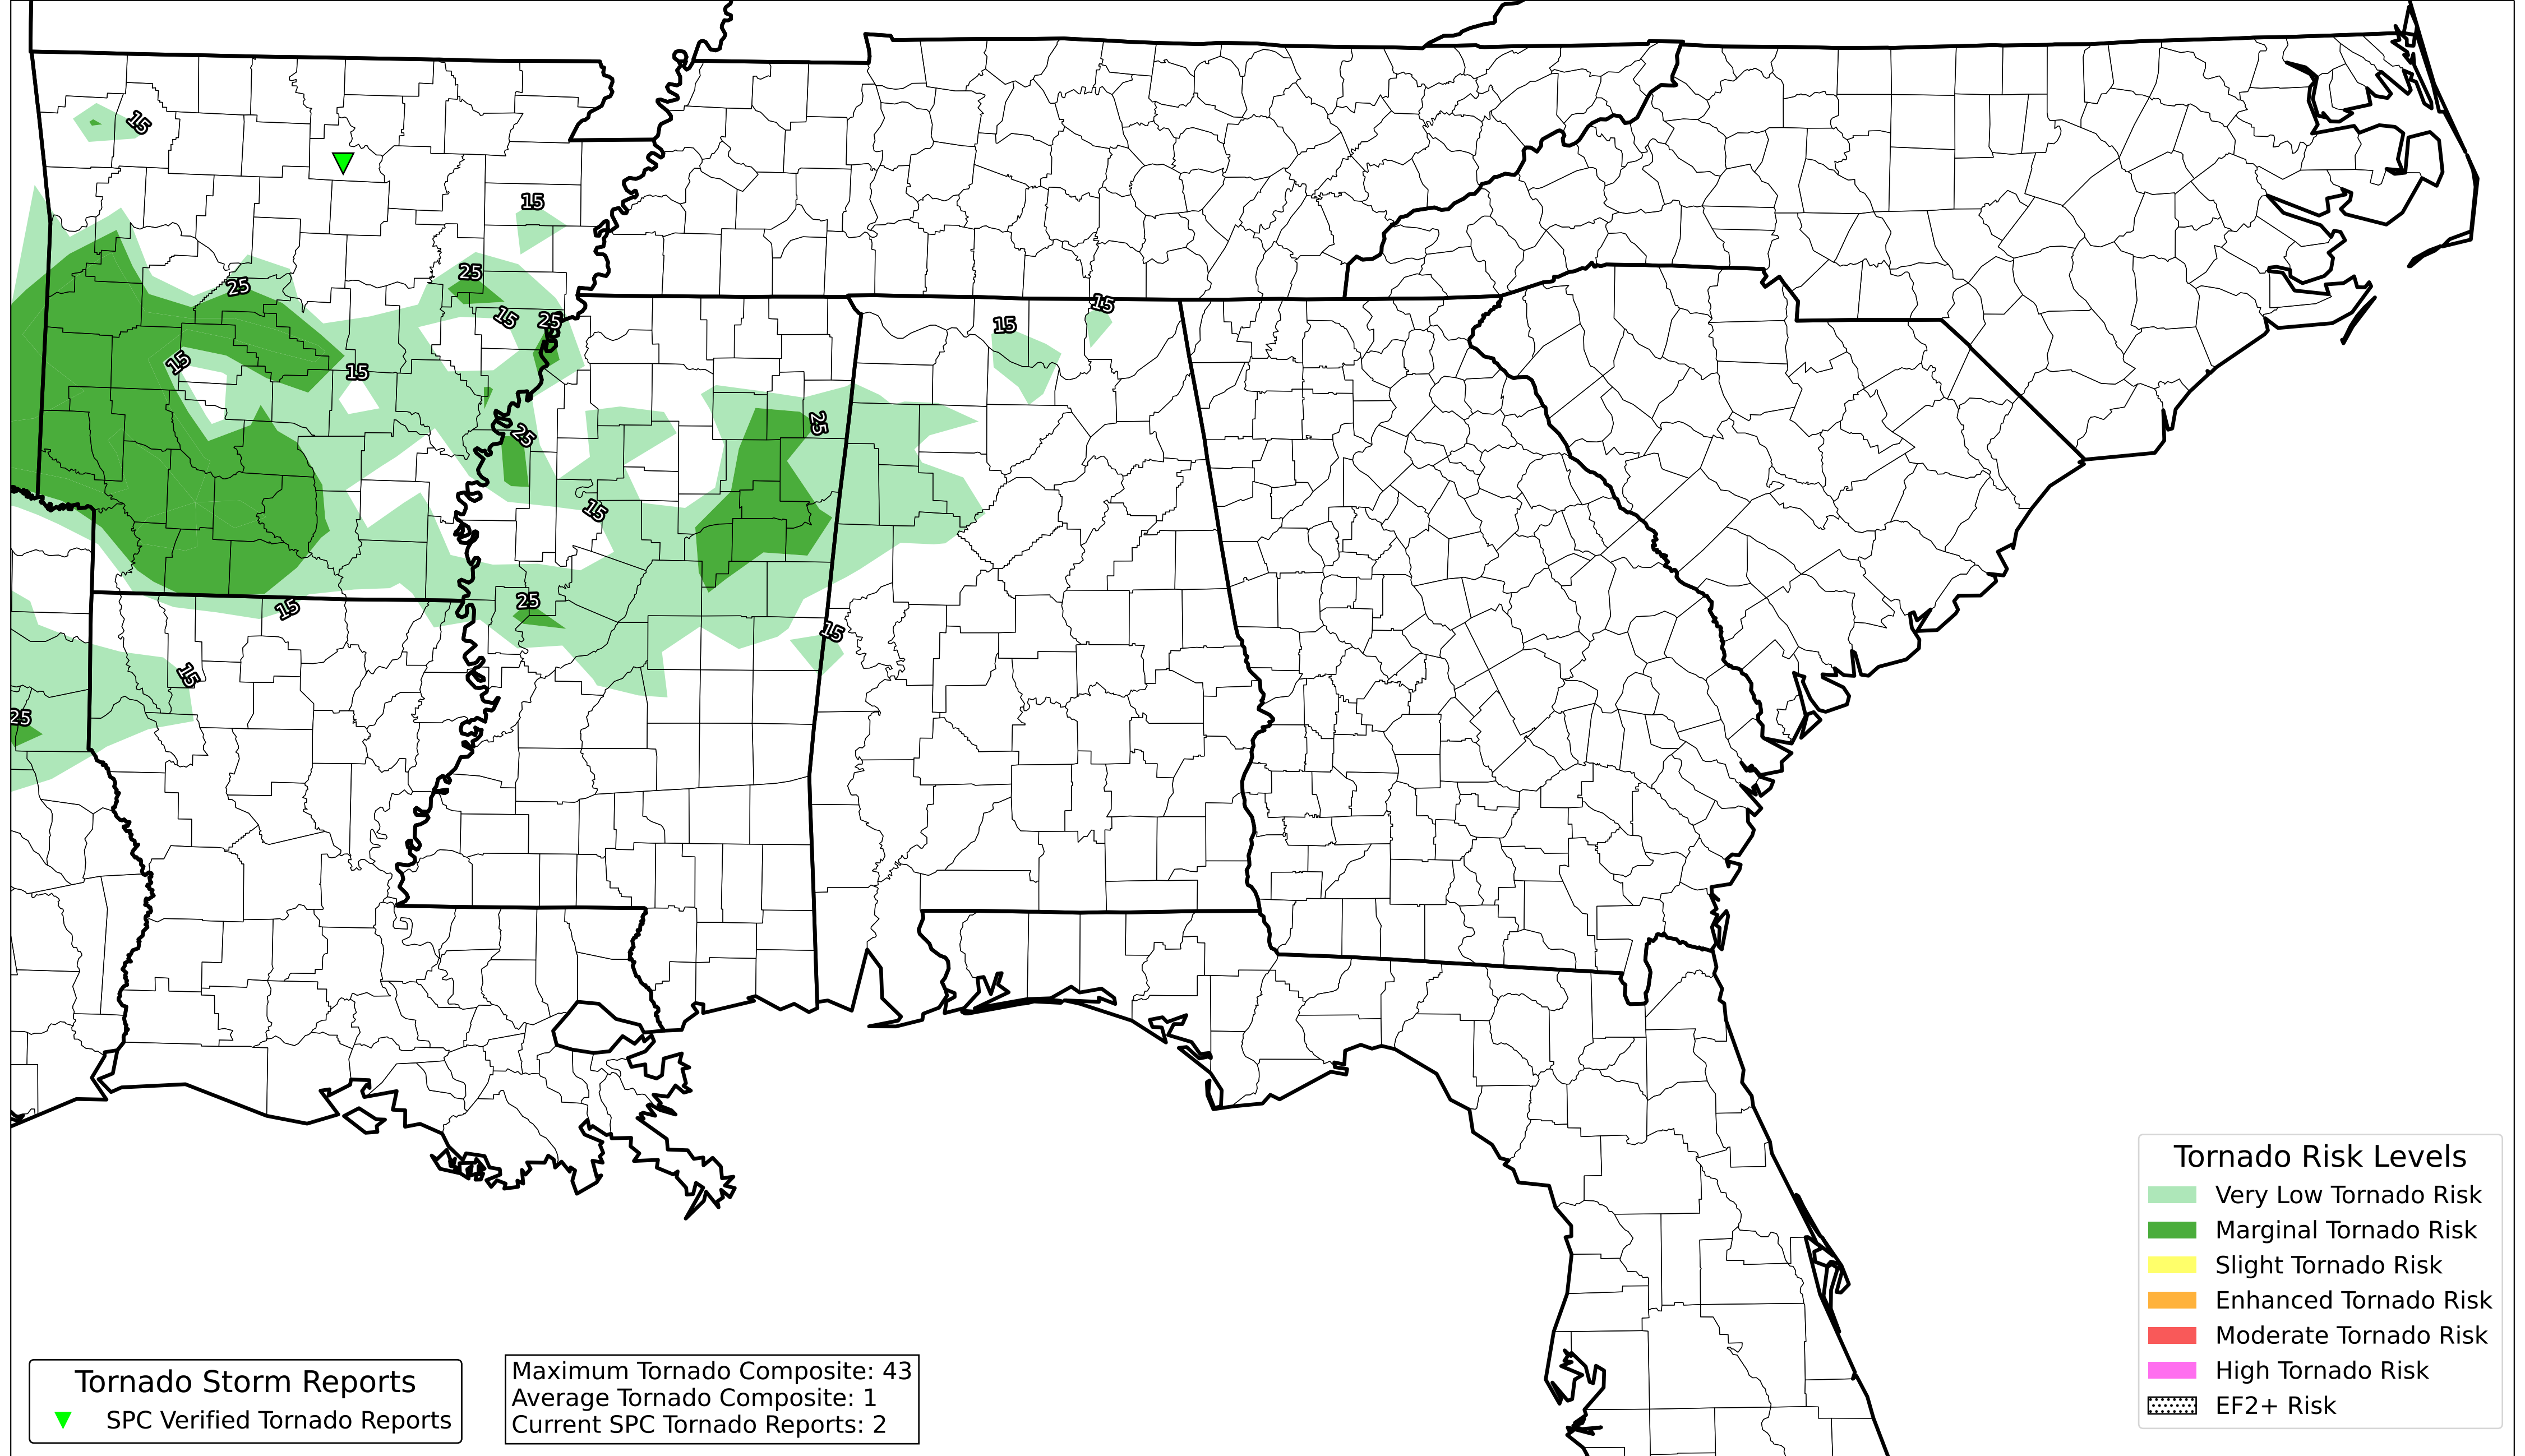 15
15
25
25
15
15
25
15
15
15
25
25
15
25
15
15
15
25
Tornado Risk Levels
Very Low Tornado Risk
Marginal Tornado Risk
Slight Tornado Risk
Enhanced Tornado Risk
Moderate Tornado Risk
High Tornado Risk
EF2+ Risk
Tornado Storm Reports
SPC Verified Tornado Reports
Maximum Tornado Composite: 43
Average Tornado Composite: 1
Current SPC Tornado Reports: 2